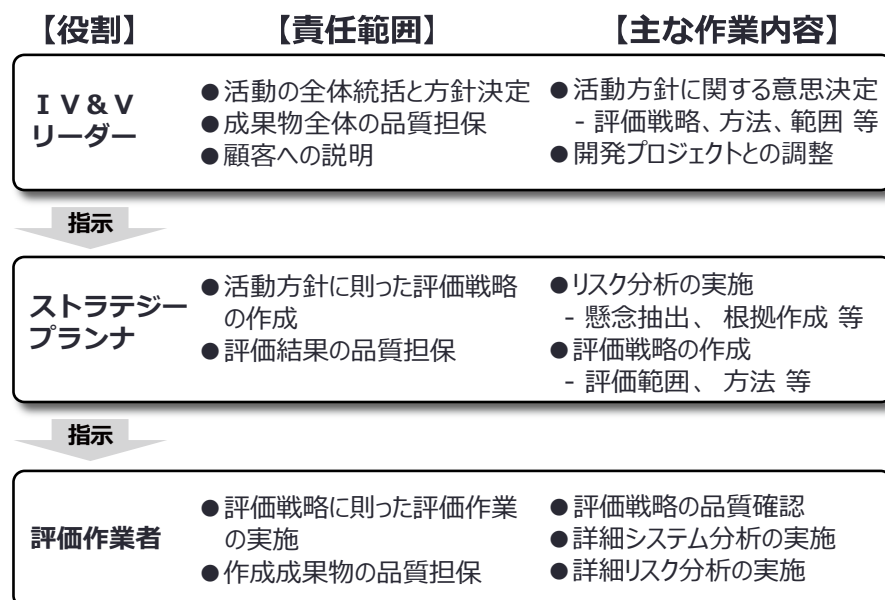 【役割】 【責任範囲】 【主な作業内容】
ＩＶ&Ｖ
リーダー
●活動の全体統括と方針決定
●成果物全体の品質担保
●顧客への説明
●活動方針に関する意思決定
- 評価戦略、方法、範囲 等
●開発プロジェクトとの調整
指示
ストラテジー
プランナ
●活動方針に則った評価戦略
の作成
●評価結果の品質担保
●リスク分析の実施
- 懸念抽出、 根拠作成 等
●評価戦略の作成
- 評価範囲、 方法 等
指示
評価作業者
●評価戦略に則った評価作業
の実施
●作成成果物の品質担保
●評価戦略の品質確認
●詳細システム分析の実施
●詳細リスク分析の実施